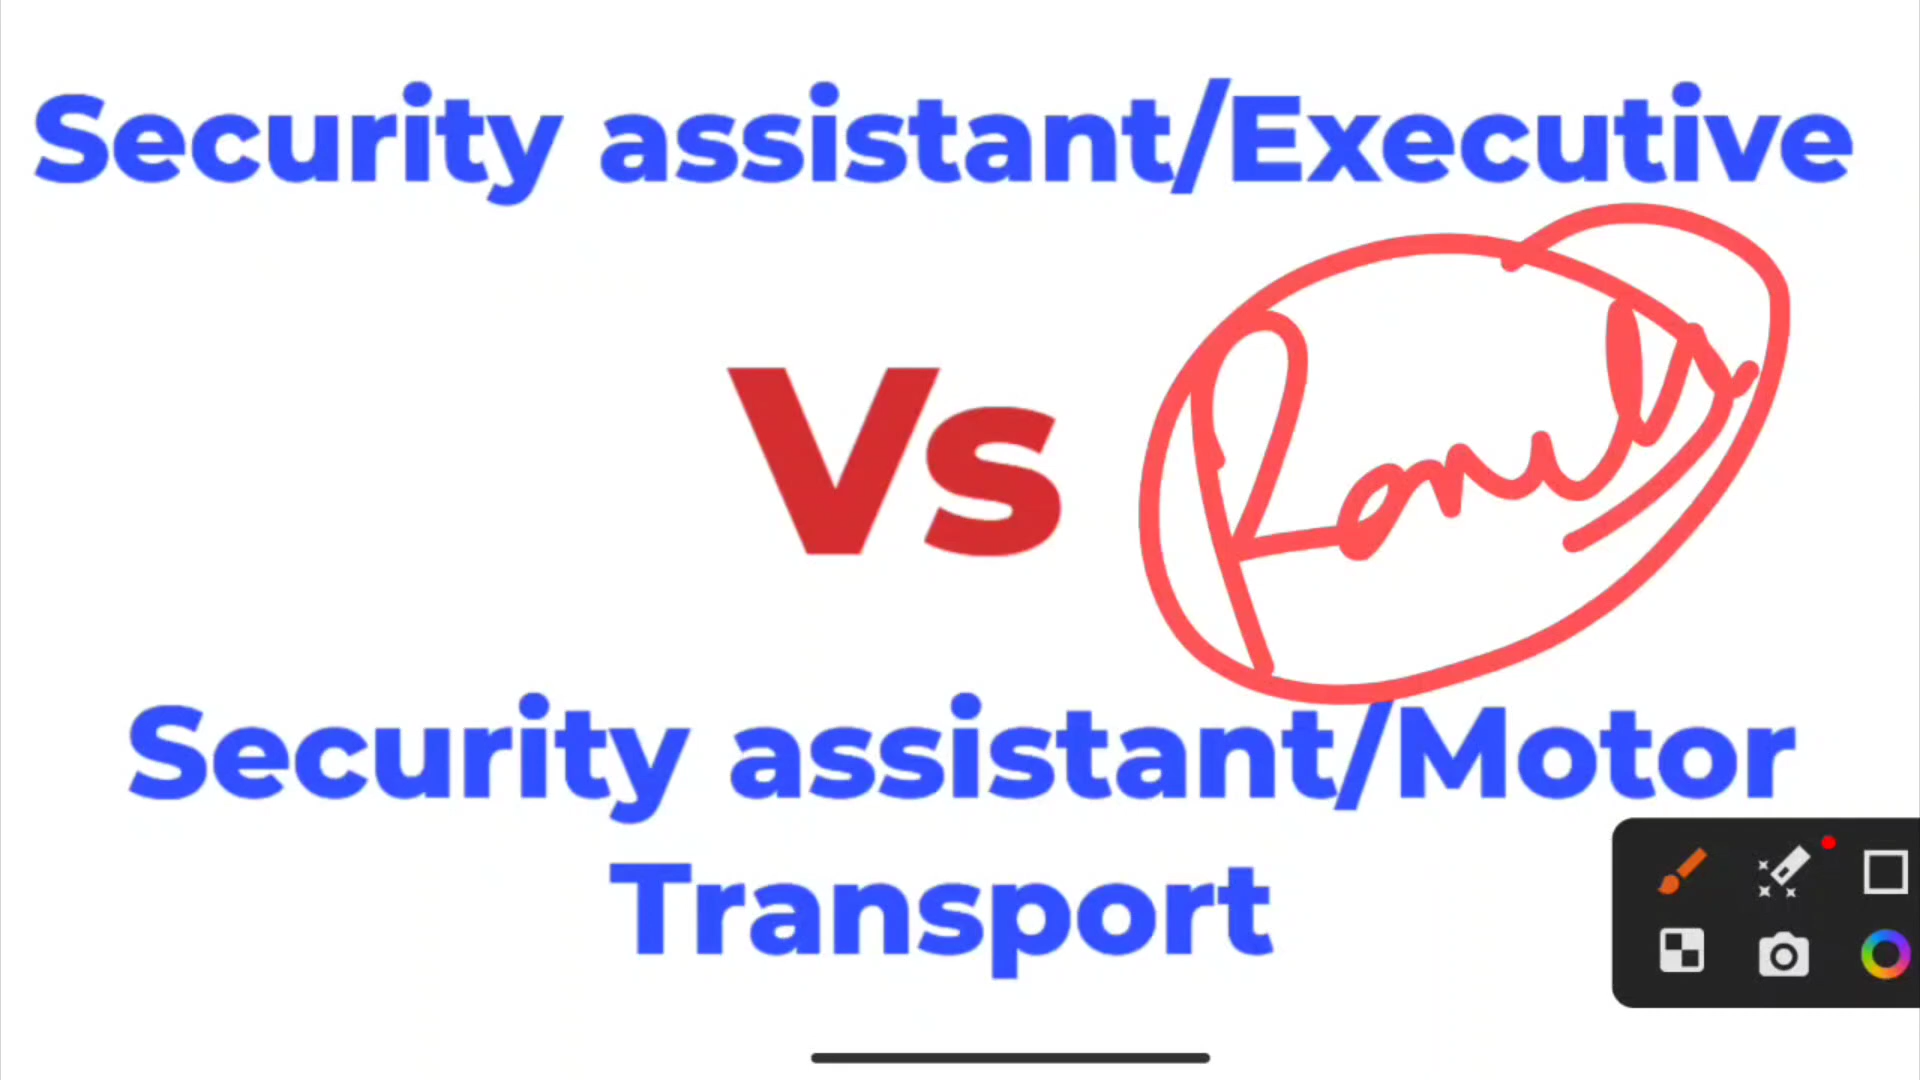 Security assistant/Executive
Vs
Security assistant/Motor
Transport